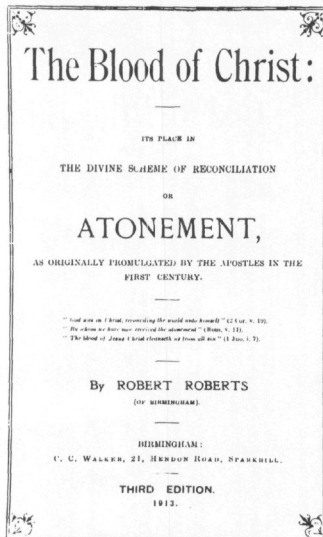 The Blood of Christ:
ITS PLACE IN
THE DIVINE SCHEME OF RECONCILIATION
OR
ATONEMENT,
AS ORIGINALLY PROMULGATED BY THE APOSTLES IN THE
FIRST CENTURY.
"God was in Christ, reconciling the world unto himself" (2 Cor. v. 19).
"By whom we have now received the atonement" (Rom. v. 11).
"The blood of Jesus Christ cleanseth us from all sin" (1 Jno. i. 7).
By ROBERT ROBERTS
(OF BIRMINGHAM).
BIRMINGHAM:
C. C. WALKER, 21, HENDON ROAD, SPARKHILL.
THIRD EDITION.
1913.